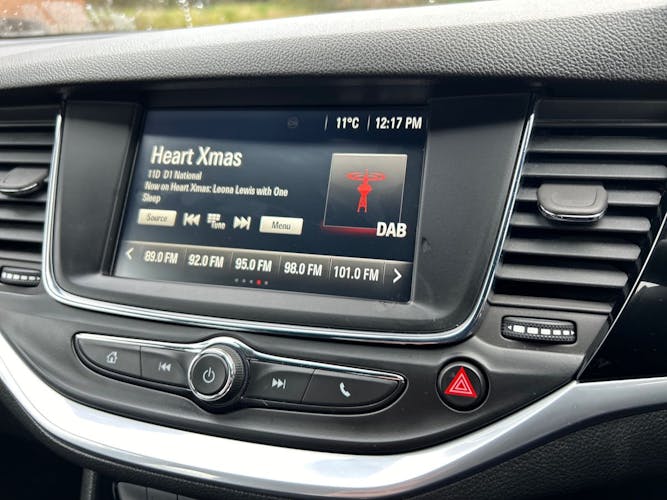 11°C 12:17 PM
Heart Xmas
11D D1 National
Now on Heart Xmas: Leona Lewis with One
Sleep
Source Tune Menu
DAB
89.0 FM 92.0 FM 95.0 FM 98.0 FM 101.0 FM